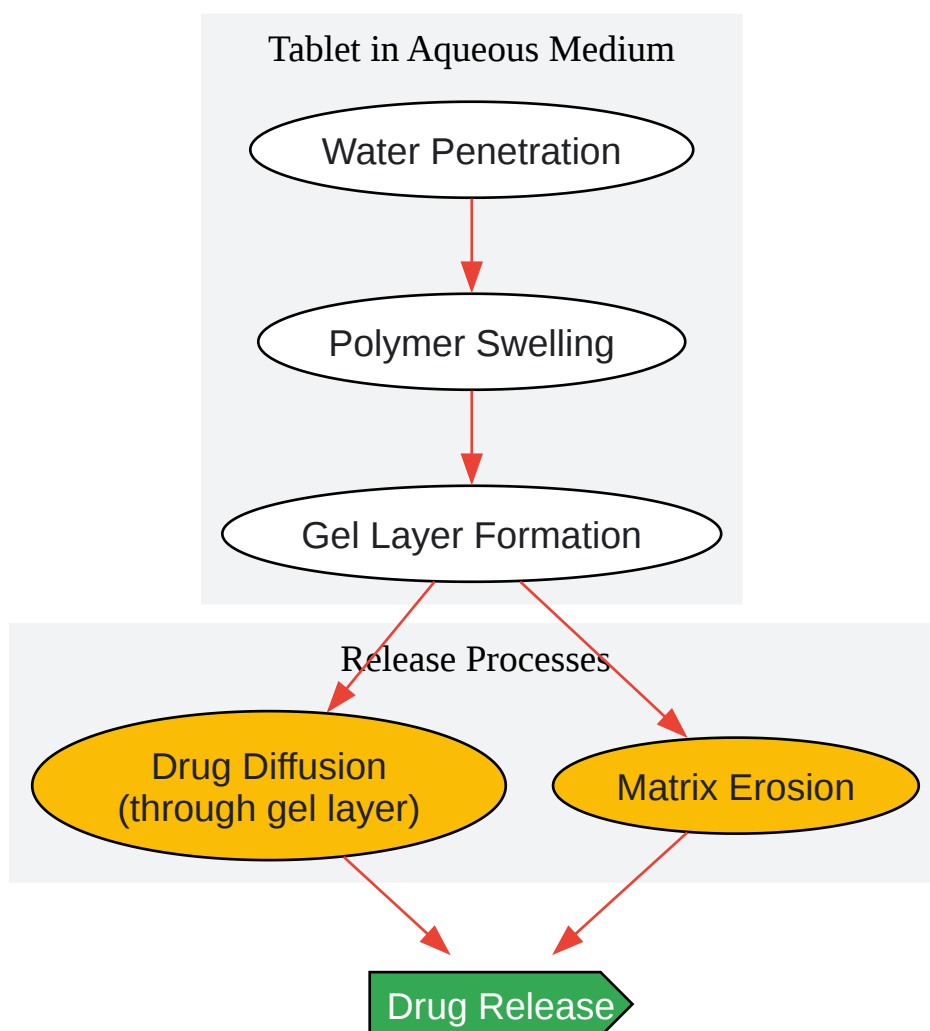 Tablet in Aqueous Medium
Water Penetration
Polymer Swelling
Gel Layer Formation
Release Processes
Drug Diffusion
(through gel layer)
Matrix Erosion
Drug Release